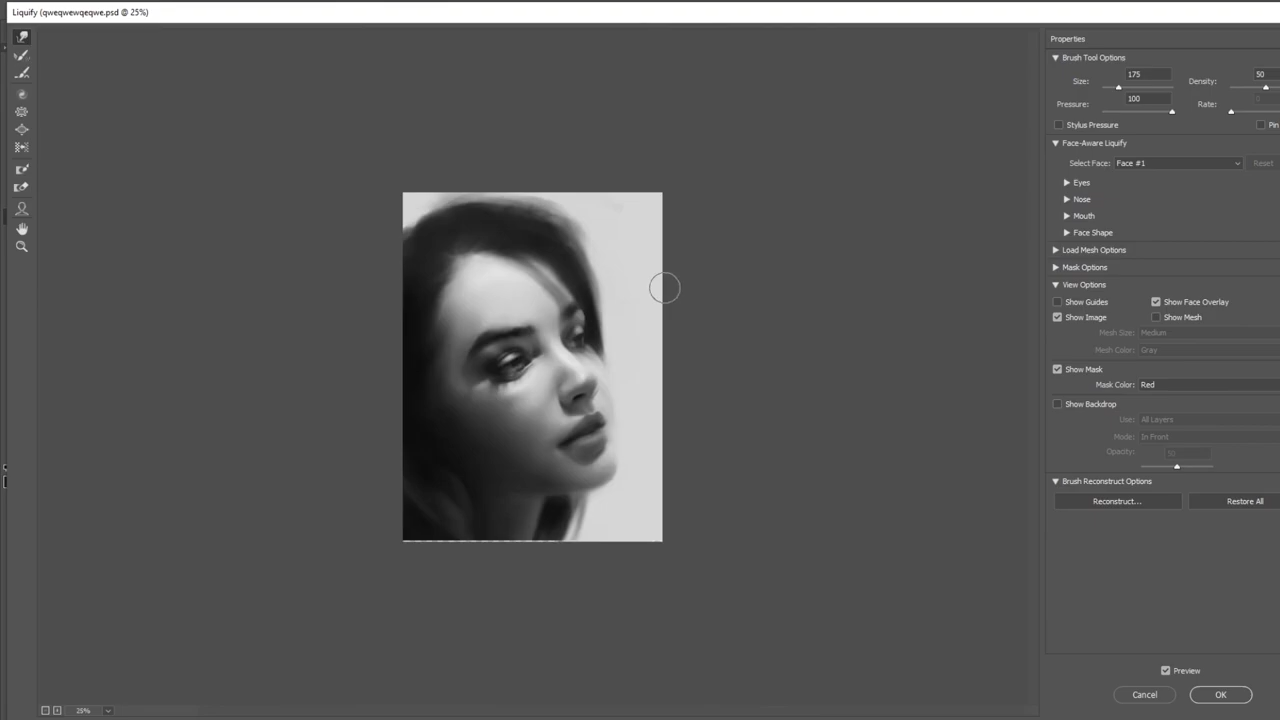 Liquify (qweqwewqeqwe.psd @ 25%)
Properties
Brush Tool Options
Size: 175 Density: 50
Pressure: 100 Rate: 0
Stylus Pressure Pin
Face-Aware Liquify
Select Face: Face #1 Reset
Eyes
Nose
Mouth
Face Shape
Load Mesh Options
Mask Options
View Options
Show Guides Show Face Overlay
Show Image Show Mesh
Mesh Size: Medium
Mesh Color: Gray
Show Mask
Mask Color: Red
Show Backdrop
Use: All Layers
Mode: In Front
Opacity: 50
Brush Reconstruct Options
Reconstruct... Restore All
Preview
Cancel OK
25%